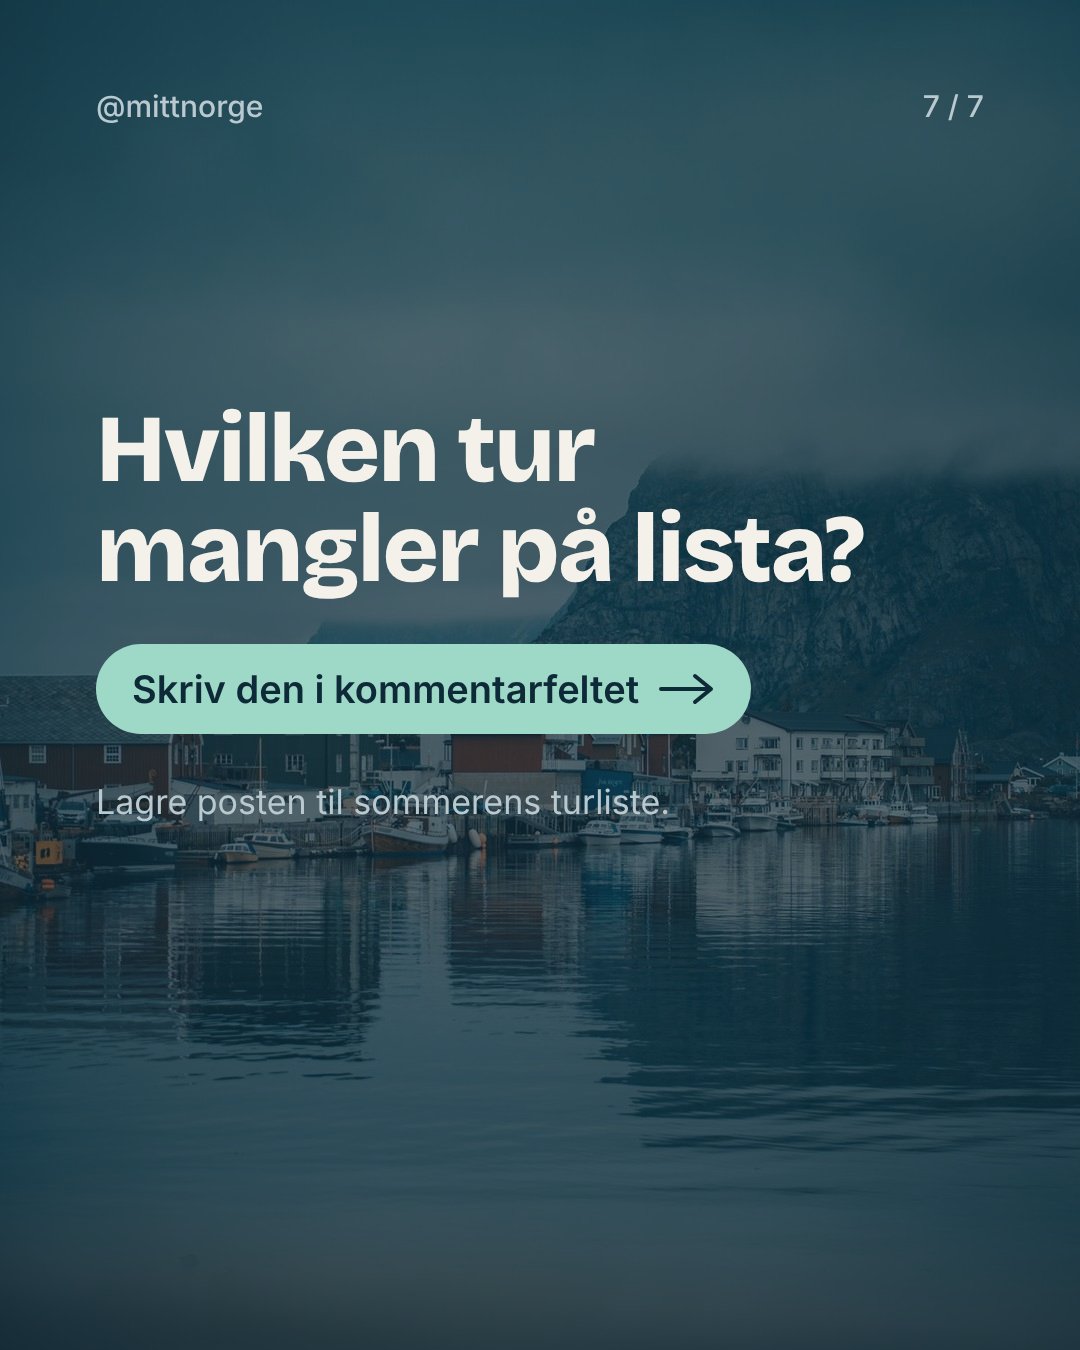 @mittnorge
7 / 7
Hvilken tur
mangler på lista?
Skriv den i kommentarfeltet →
Lagre posten til sommerens turliste.